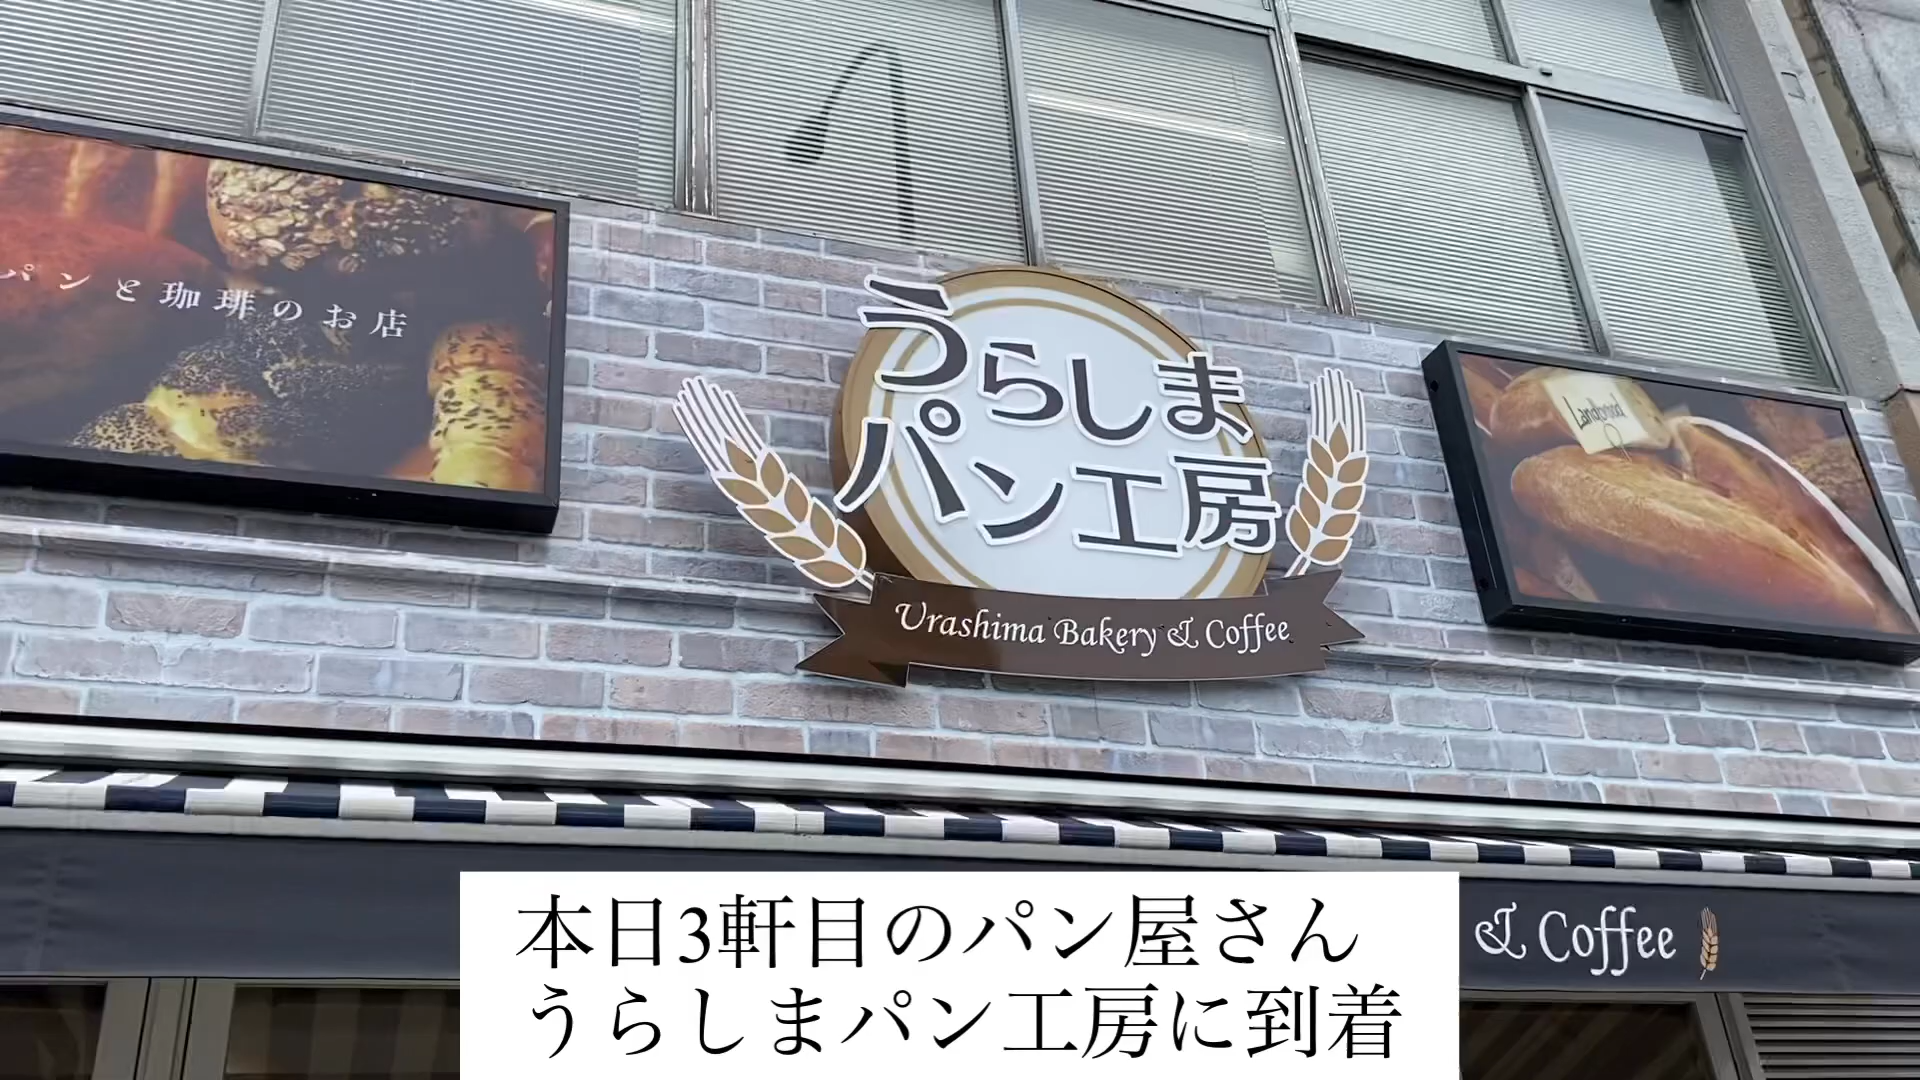 パンと珈琲のお店
うらしま
パン工房
Urashima Bakery & Coffee
Landbrood
& Coffee
本日3軒目のパン屋さん
うらしまパン工房に到着